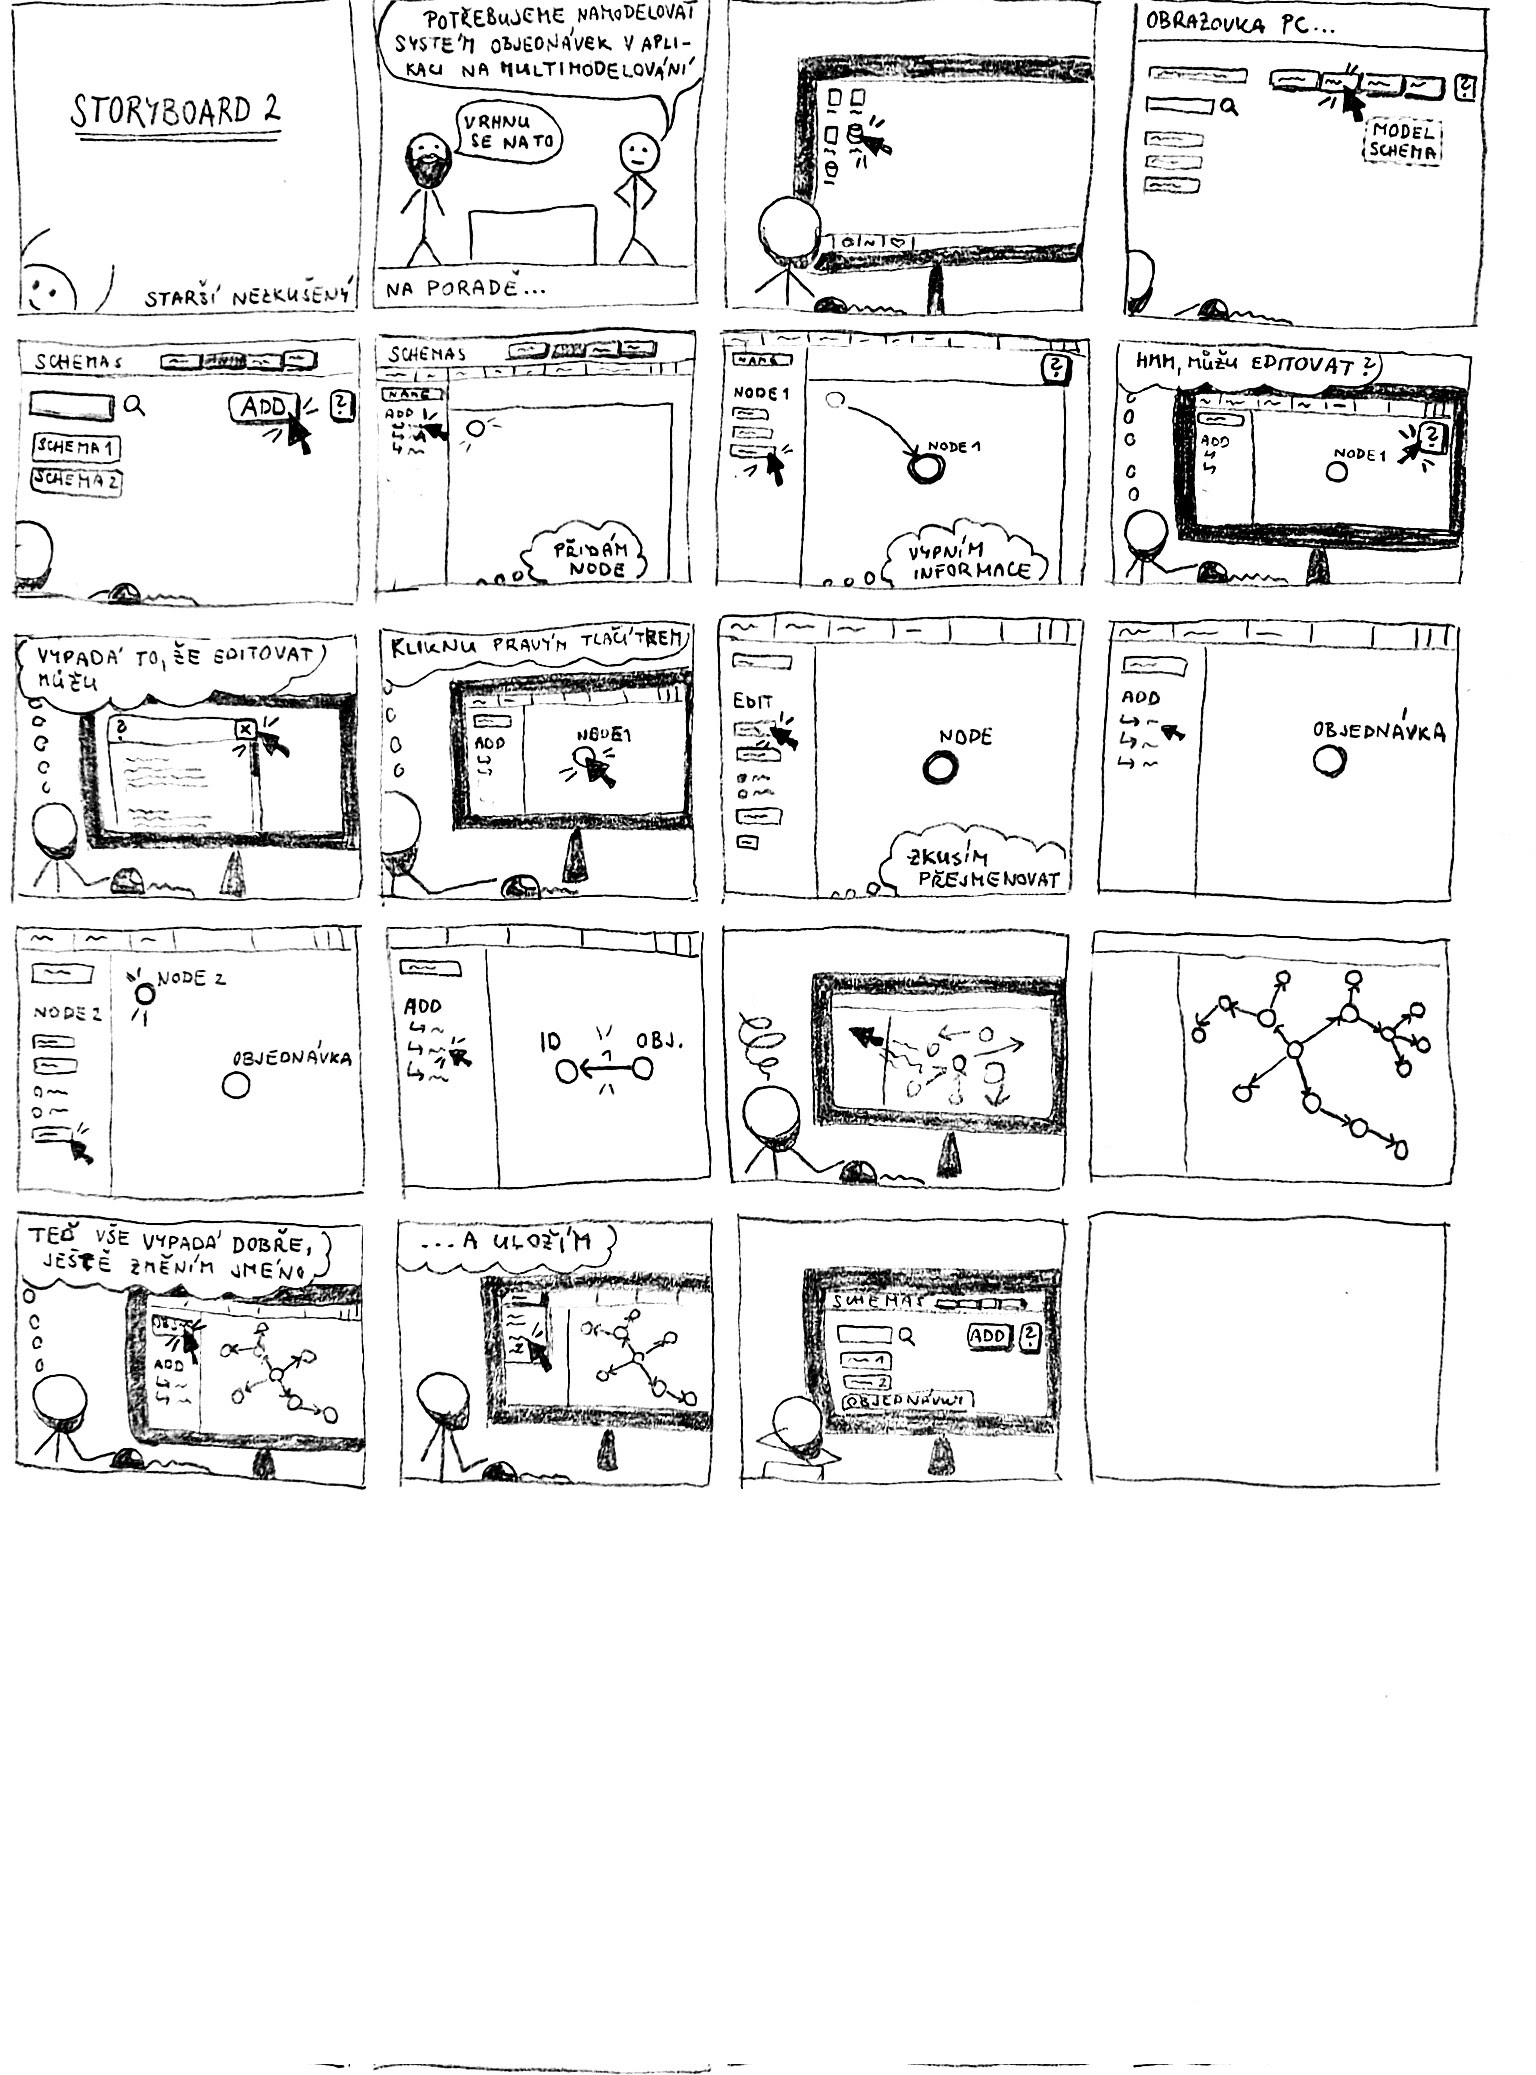 STORYBOARD 2
STARŠÍ NEZKUŠENÝ
POTŘEBUJEME NAMODELOVAT
SYSTÉM OBJEDNÁVEK V APLI-
KACI NA MULTIMODELOVÁNÍ
VRHNU
SE NA TO
NA PORADĚ...
OBRAZOVKA PC...
?
MODEL
SCHEMA
SCHEMAS
ADD
?
SCHEMA 1
SCHEMA 2
SCHEMAS
NAME
ADD
PŘIDÁM
NODE
NAME
?
NODE 1
NODE 1
VYPNÍM
INFORMACE
HMM, MŮŽU EDITOVAT?
?
ADD
NODE 1
VYPADÁ TO, ŽE EDITOVAT
MŮŽU
?
X
KLIKNU PRAVÝM TLAČÍTREM
NODE1
ADD
EDIT
NODE
ZKUSÍM
PŘEJMENOVAT
ADD
OBJEDNÁVKA
NODE 2
NODE 2
OBJEDNÁVKA
ADD
ID
1
OBJ.
TEĎ VŠE VYPADÁ DOBŘE,
JEŠTĚ ZMĚNÍM JMÉNO
ADD
...A ULOŽÍM
SCHEMAS
ADD
?
1
2
OBJEDNÁVKY